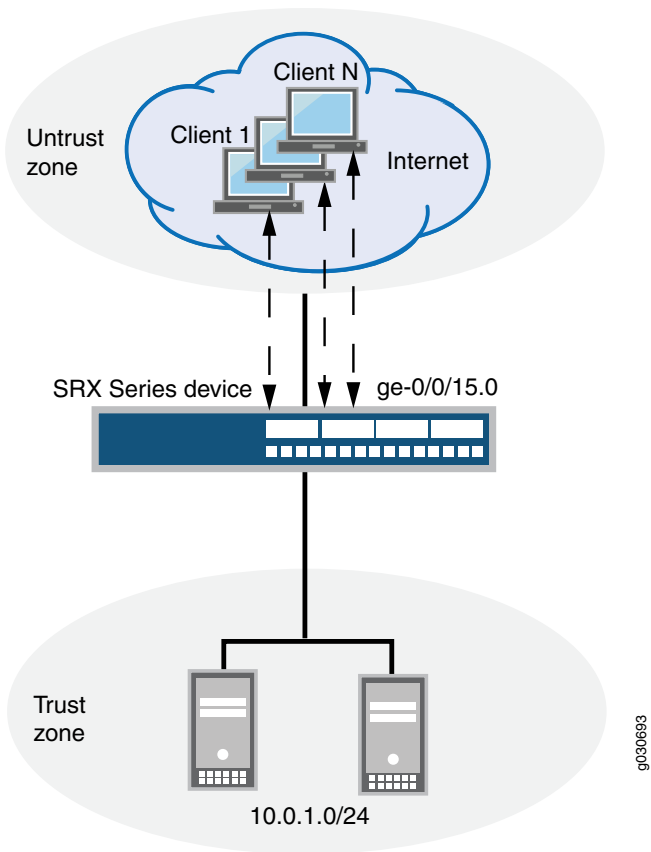 Client N
Client 1
Untrust
zone
Internet
SRX Series device
ge-0/0/15.0
Trust
zone
10.0.1.0/24
g030693